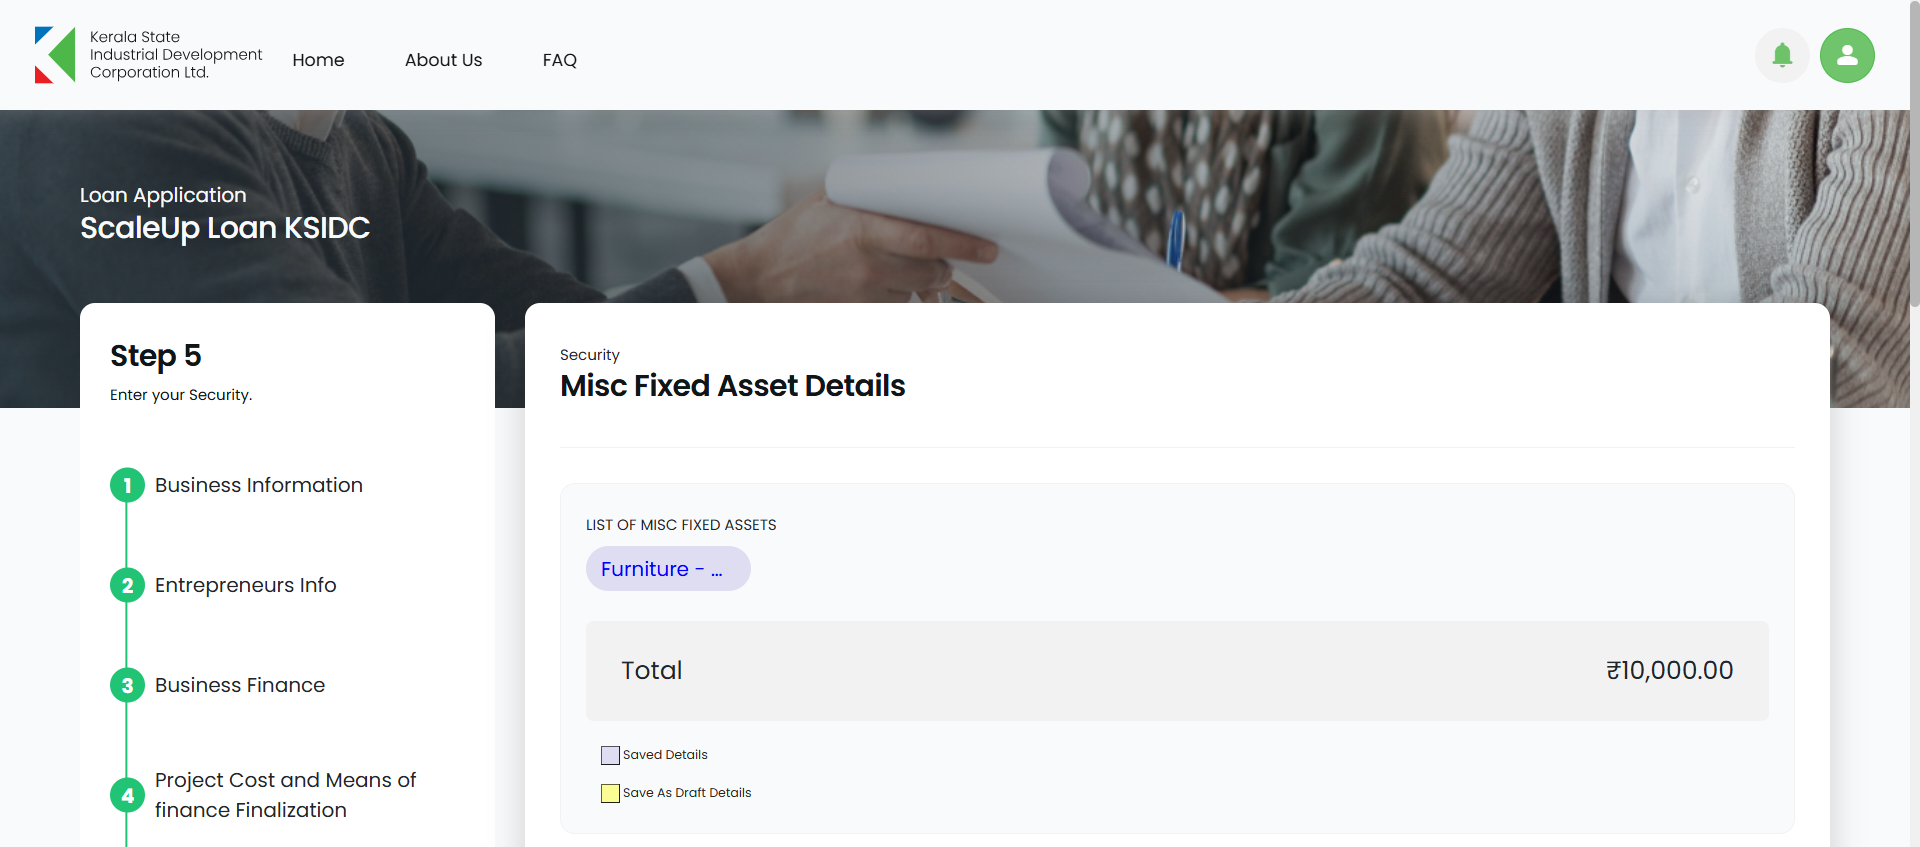 Kerala State
Industrial Development
Corporation Ltd.
Home
About Us
FAQ
Loan Application
ScaleUp Loan KSIDC
Step 5
Enter your Security.
1 Business Information
2 Entrepreneurs Info
3 Business Finance
4 Project Cost and Means of
finance Finalization
Security
Misc Fixed Asset Details
LIST OF MISC FIXED ASSETS
Furniture - ...
Total ₹10,000.00
Saved Details
Save As Draft Details